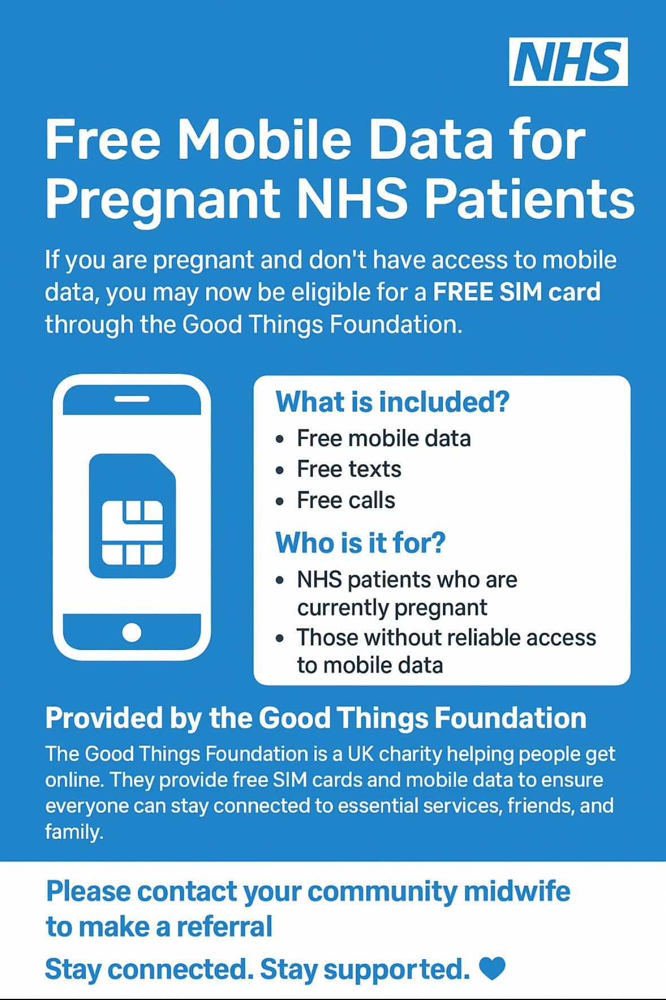 NHS
Free Mobile Data for
Pregnant NHS Patients
If you are pregnant and don't have access to mobile
data, you may now be eligible for a FREE SIM card
through the Good Things Foundation.
What is included?
• Free mobile data
• Free texts
• Free calls
Who is it for?
• NHS patients who are
currently pregnant
• Those without reliable access
to mobile data
Provided by the Good Things Foundation
The Good Things Foundation is a UK charity helping people get
online. They provide free SIM cards and mobile data to ensure
everyone can stay connected to essential services, friends, and
family.
Please contact your community midwife
to make a referral
Stay connected. Stay supported.